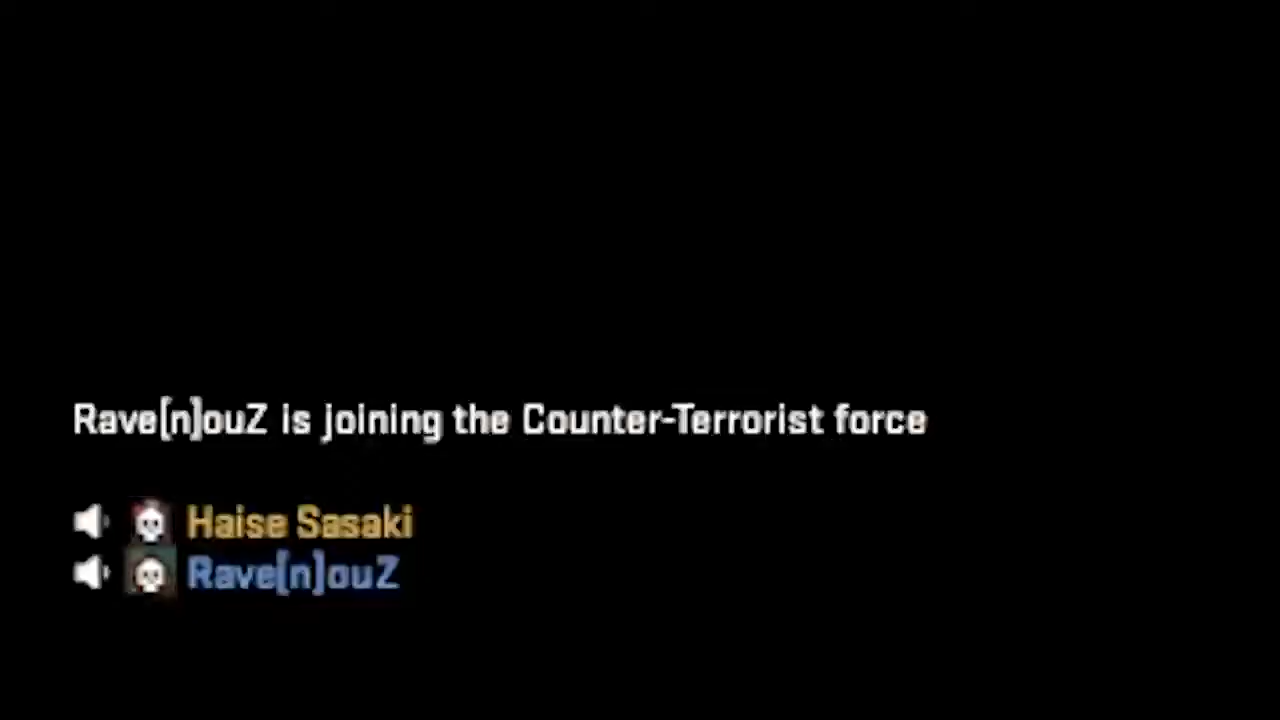 Rave[n]ouZ is joining the Counter-Terrorist force
Haise Sasaki
Rave[n]ouZ